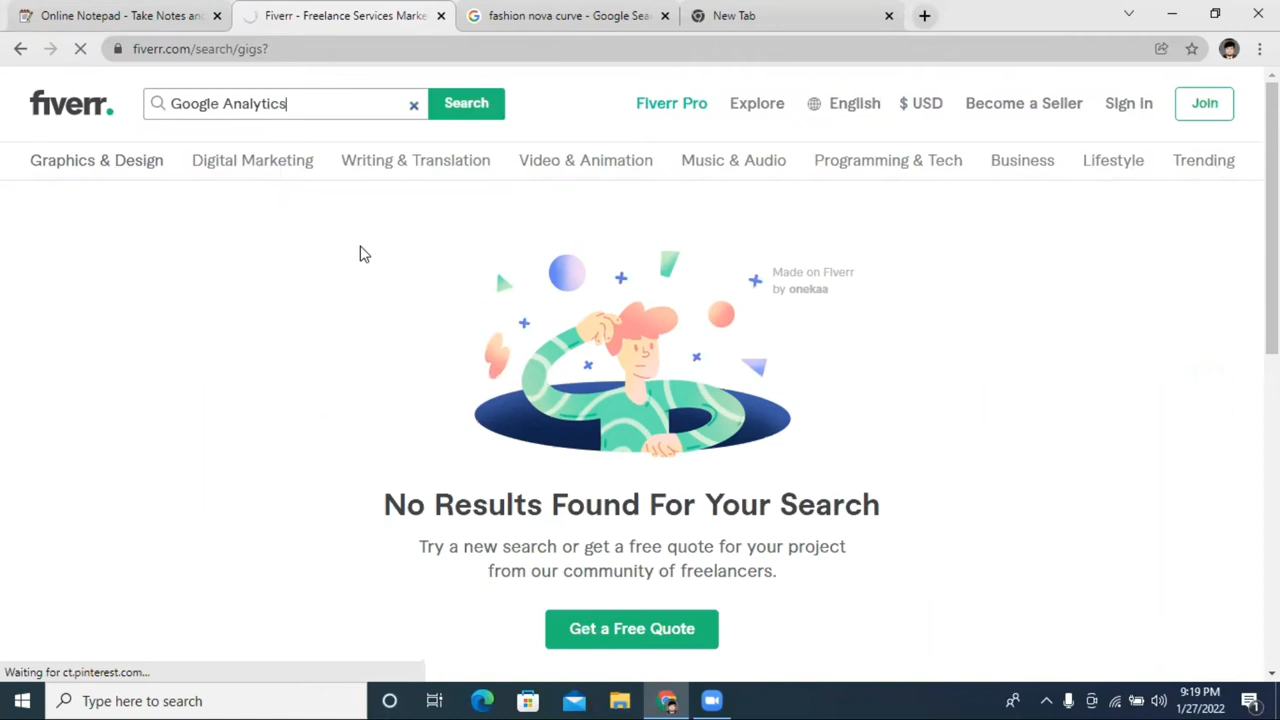 Online Notepad - Take Notes and
Fiverr - Freelance Services Marke
fashion nova curve - Google Sea
New Tab
fiverr.com/search/gigs?
fiverr.
Google Analytics
Search
Fiverr Pro
Explore
English
$ USD
Become a Seller
Sign In
Join
Graphics & Design
Digital Marketing
Writing & Translation
Video & Animation
Music & Audio
Programming & Tech
Business
Lifestyle
Trending
Made on Fiverr
by onekaa
No Results Found For Your Search
Try a new search or get a free quote for your project
from our community of freelancers.
Get a Free Quote
Waiting for ct.pinterest.com...
Type here to search
9:19 PM
1/27/2022
1